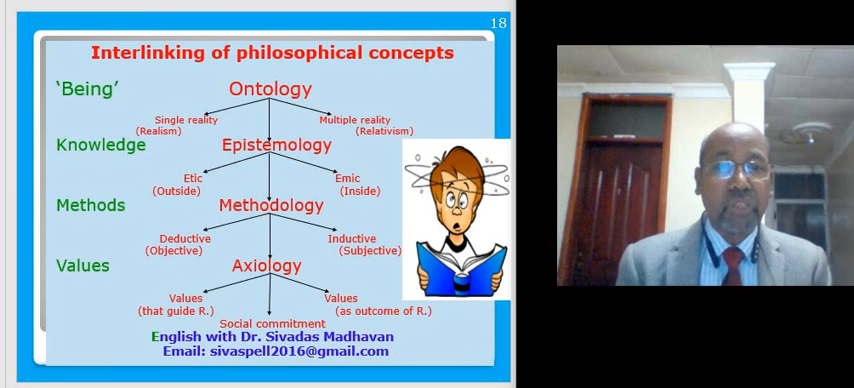 18
Interlinking of philosophical concepts
‘Being’ Ontology
Single reality Multiple reality
(Realism) (Relativism)
Knowledge Epistemology
Etic Emic
(Outside) (Inside)
Methods Methodology
Deductive Inductive
(Objective) (Subjective)
Values Axiology
Values Values
(that guide R.) (as outcome of R.)
Social commitment
English with Dr. Sivadas Madhavan
Email: sivaspell2016@gmail.com